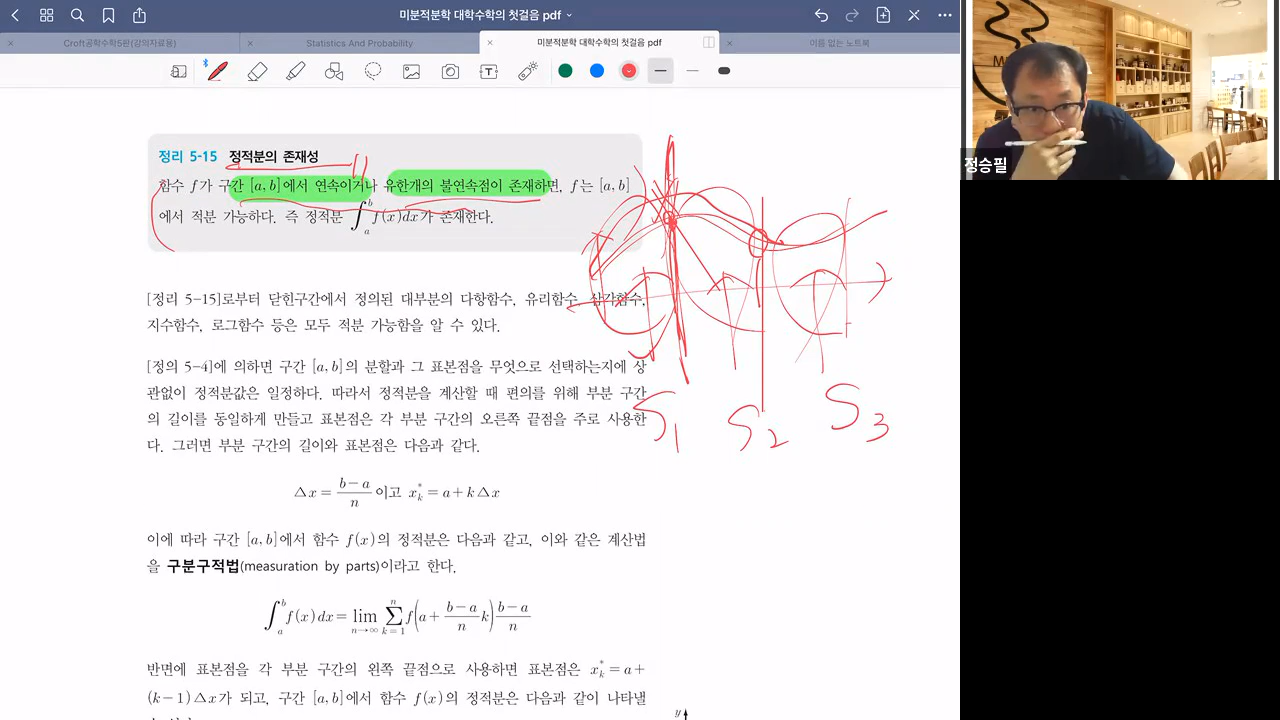 미분적분학 대학수학의 첫걸음 pdf
Croft공학수학5판(강의자료용)
Statistics And Probability
미분적분학 대학수학의 첫걸음 pdf
이름 없는 노트북
정승필
정리 5-15 정적분의 존재성
함수 f가 구간 [a, b]에서 연속이거나 유한개의 불연속점이 존재하면, f는 [a, b]
에서 적분 가능하다. 즉 정적분 ∫_a^b f(x)dx가 존재한다.
[정리 5-15]로부터 닫힌구간에서 정의된 대부분의 다항함수, 유리함수, 삼각함수,
지수함수, 로그함수 등은 모두 적분 가능함을 알 수 있다.
[정의 5-4]에 의하면 구간 [a, b]의 분할과 그 표본점을 무엇으로 선택하는지에 상
관없이 정적분값은 일정하다. 따라서 정적분을 계산할 때 편의를 위해 부분 구간
의 길이를 동일하게 만들고 표본점은 각 부분 구간의 오른쪽 끝점을 주로 사용한
다. 그러면 부분 구간의 길이와 표본점은 다음과 같다.
S1 S2 S3
△x = (b-a)/n 이고 x_k^* = a + k△x
이에 따라 구간 [a, b]에서 함수 f(x)의 정적분은 다음과 같고, 이와 같은 계산법
을 구분구적법(measuration by parts)이라고 한다.
∫_a^b f(x)dx = lim_{n→∞} ∑_{k=1}^n f(a + (b-a)/n k) (b-a)/n
반면에 표본점을 각 부분 구간의 왼쪽 끝점으로 사용하면 표본점은 x_k^* = a +
(k-1)△x가 되고, 구간 [a, b]에서 함수 f(x)의 정적분은 다음과 같이 나타낼
y